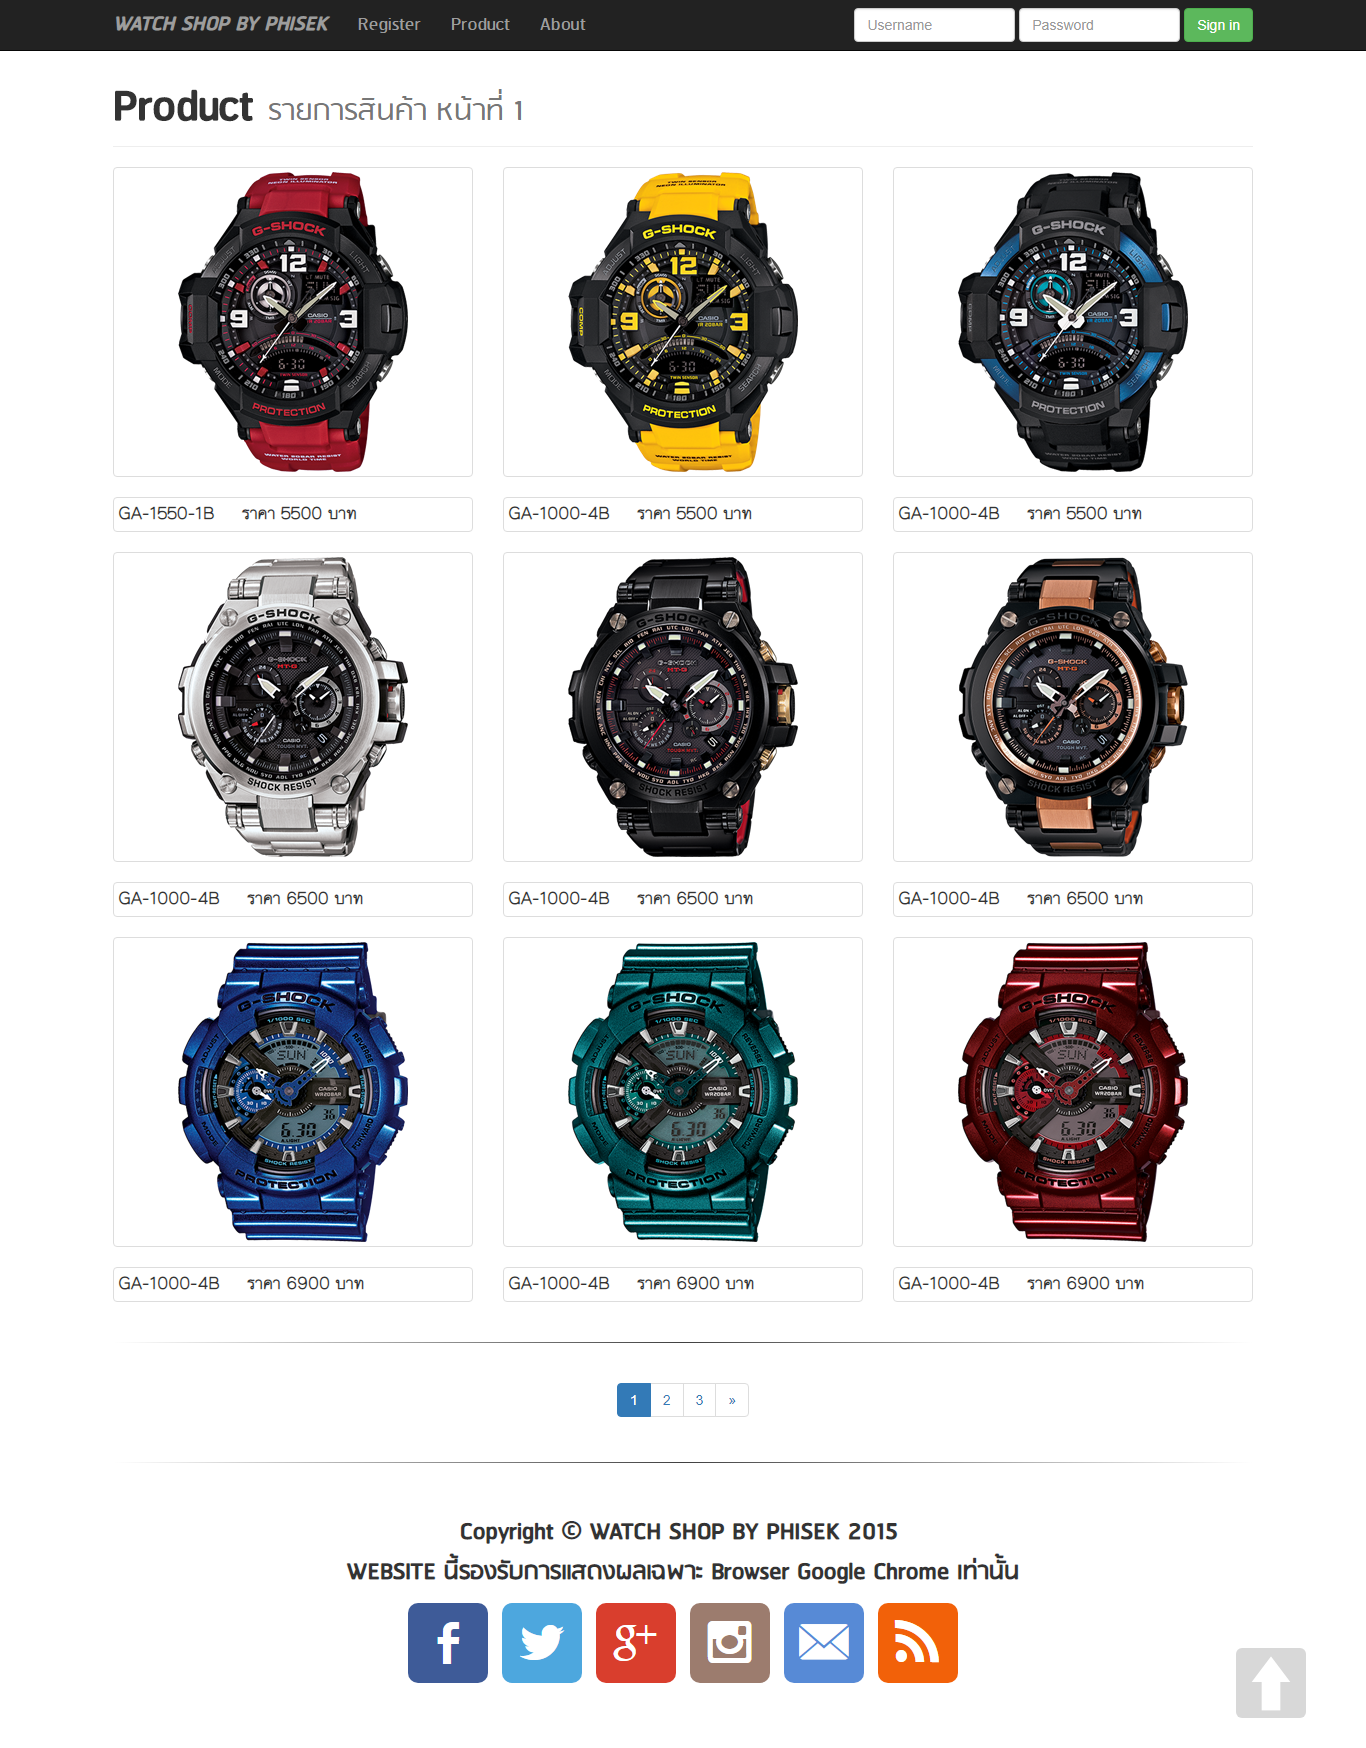 WATCH SHOP BY PHISEK Register Product About Username Password Sign in
Product รายการสินค้า หน้าที่ 1
GA-1550-1B ราคา 5500 บาท
GA-1000-4B ราคา 5500 บาท
GA-1000-4B ราคา 5500 บาท
GA-1000-4B ราคา 6500 บาท
GA-1000-4B ราคา 6500 บาท
GA-1000-4B ราคา 6500 บาท
GA-1000-4B ราคา 6900 บาท
GA-1000-4B ราคา 6900 บาท
GA-1000-4B ราคา 6900 บาท
1 2 3 »
Copyright © WATCH SHOP BY PHISEK 2015
WEBSITE นี้รองรับการแสดงผลเฉพาะ Browser Google Chrome เท่านั้น